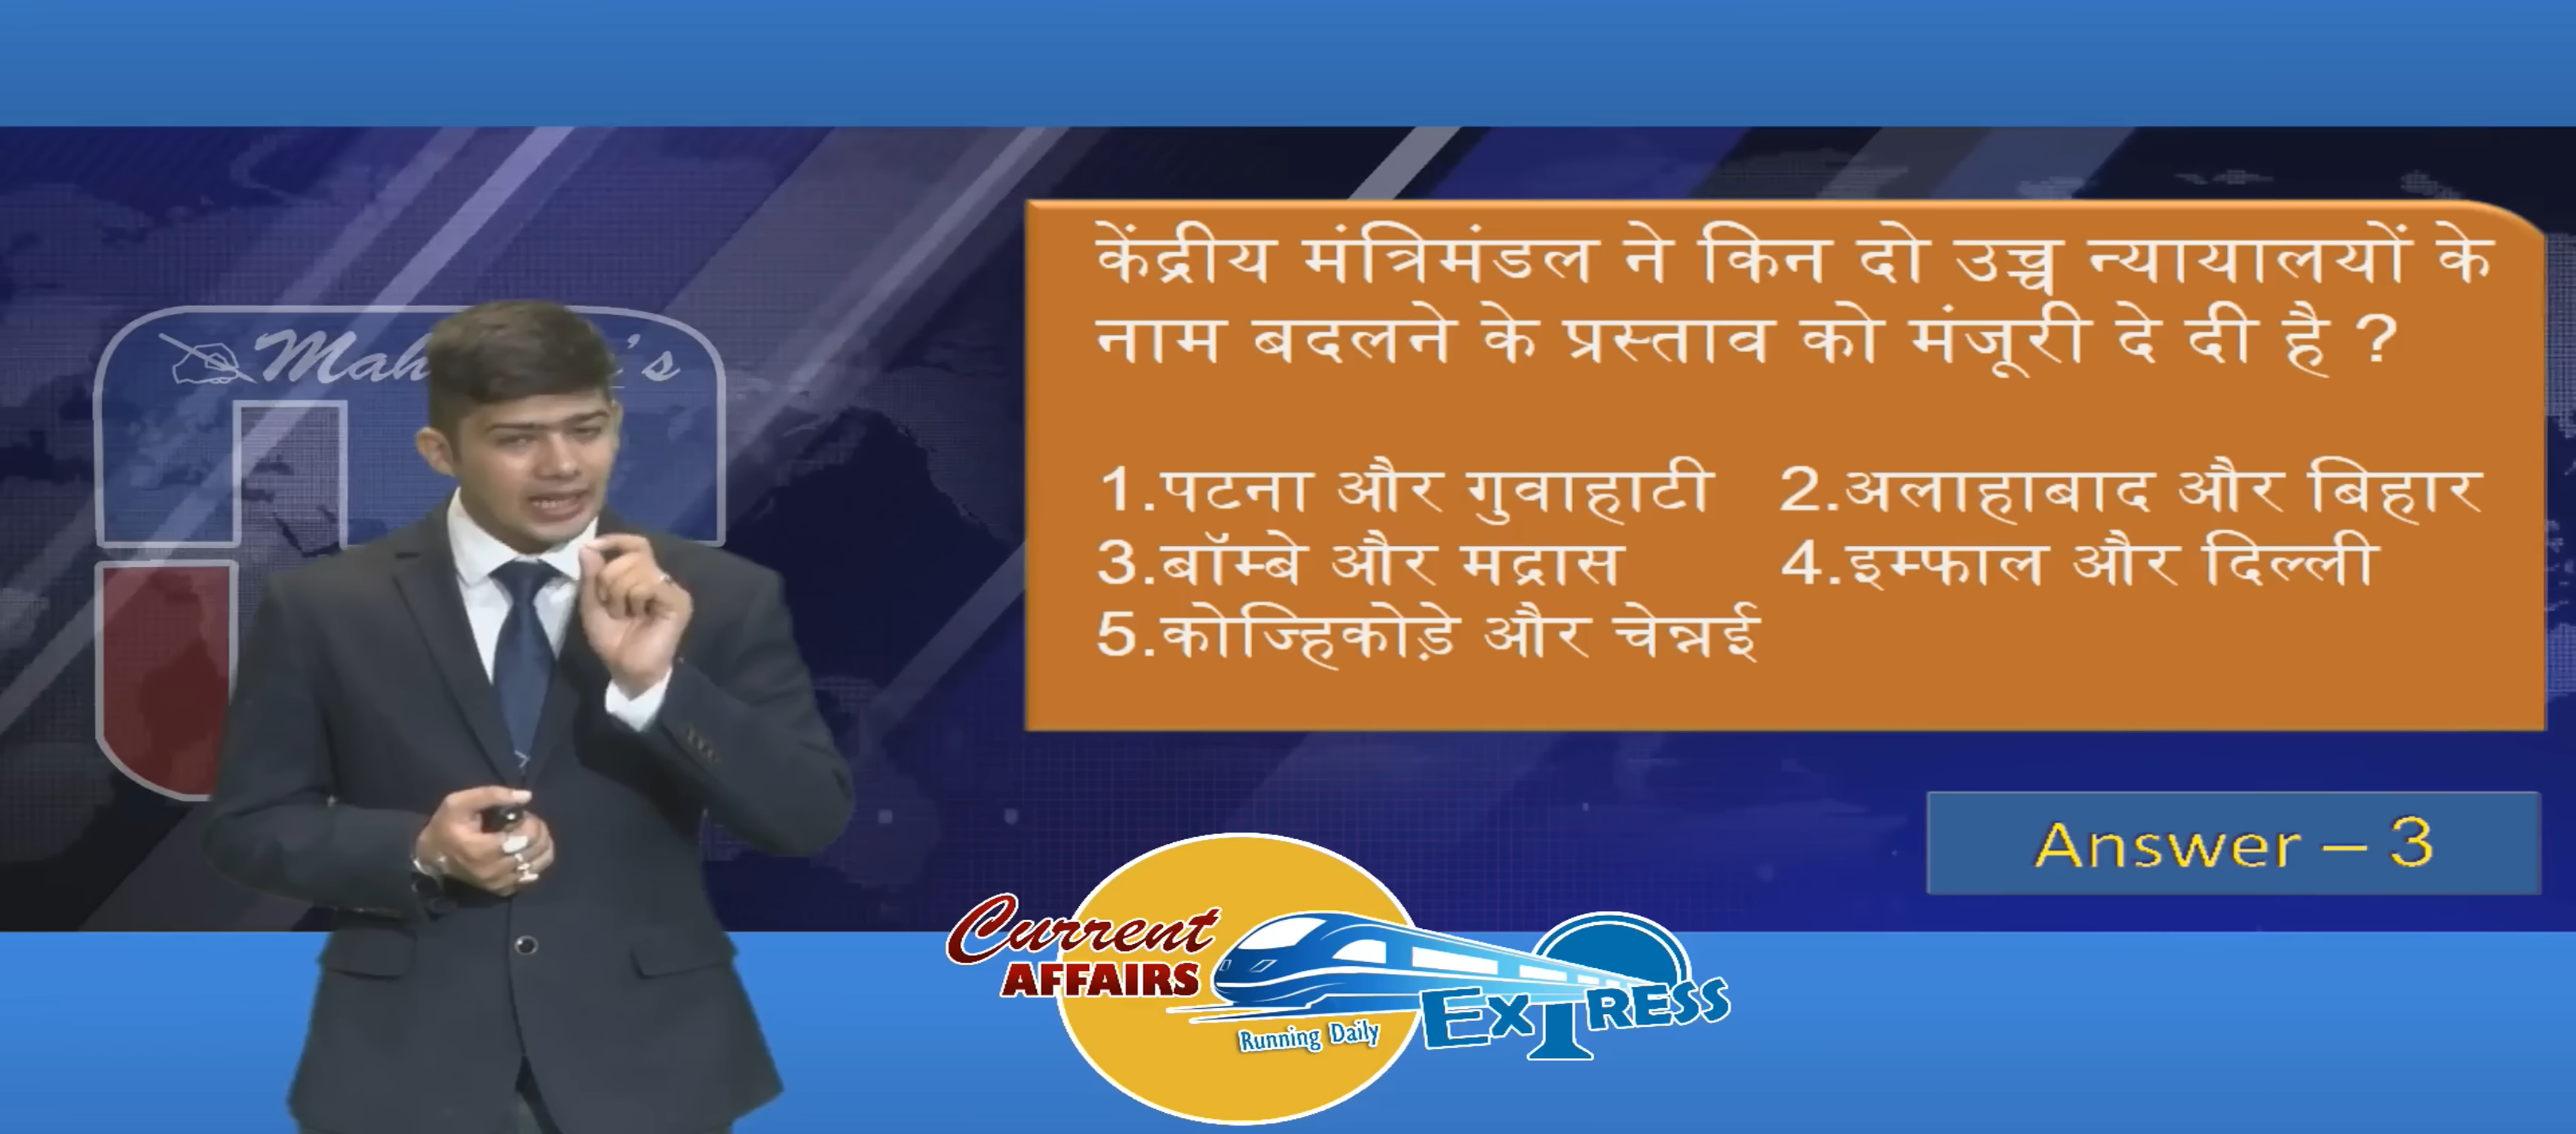 Mah 's
केंद्रीय मंत्रिमंडल ने किन दो उच्च न्यायालयों के
नाम बदलने के प्रस्ताव को मंजूरी दे दी है ?
1.पटना और गुवाहाटी 2.अलाहाबाद और बिहार
3.बॉम्बे और मद्रास 4.इम्फाल और दिल्ली
5.कोज्हिकोड़े और चेन्नई
Answer – 3
Current
AFFAIRS
Running Daily
EXPRESS